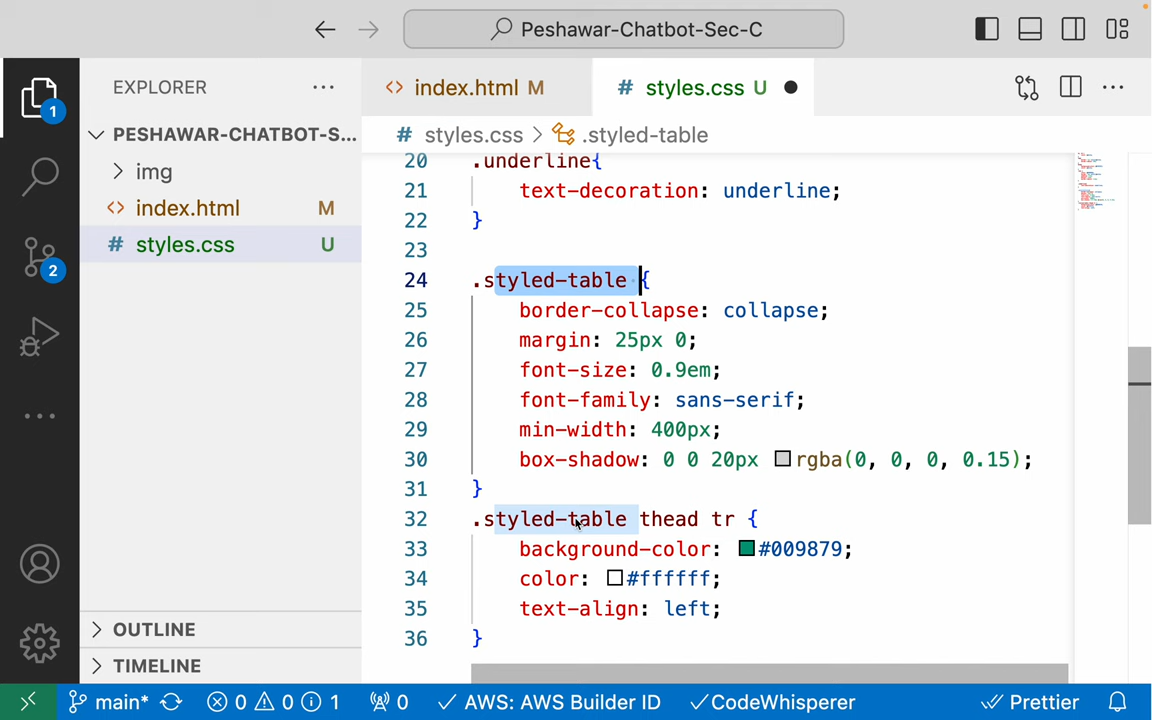 Peshawar-Chatbot-Sec-C
1
2
EXPLORER ...
PESHAWAR-CHATBOT-S...
img
index.html M
styles.css U
OUTLINE
TIMELINE
index.html M
# styles.css U
# styles.css > .styled-table
20 .underline{
21 text-decoration: underline;
22 }
23
24 .styled-table {
25 border-collapse: collapse;
26 margin: 25px 0;
27 font-size: 0.9em;
28 font-family: sans-serif;
29 min-width: 400px;
30 box-shadow: 0 0 20px rgba(0, 0, 0, 0.15);
31 }
32 .styled-table thead tr {
33 background-color: #009879;
34 color: #ffffff;
35 text-align: left;
36 }
main* 0 0 1 0 AWS: AWS Builder ID CodeWhisperer Prettier